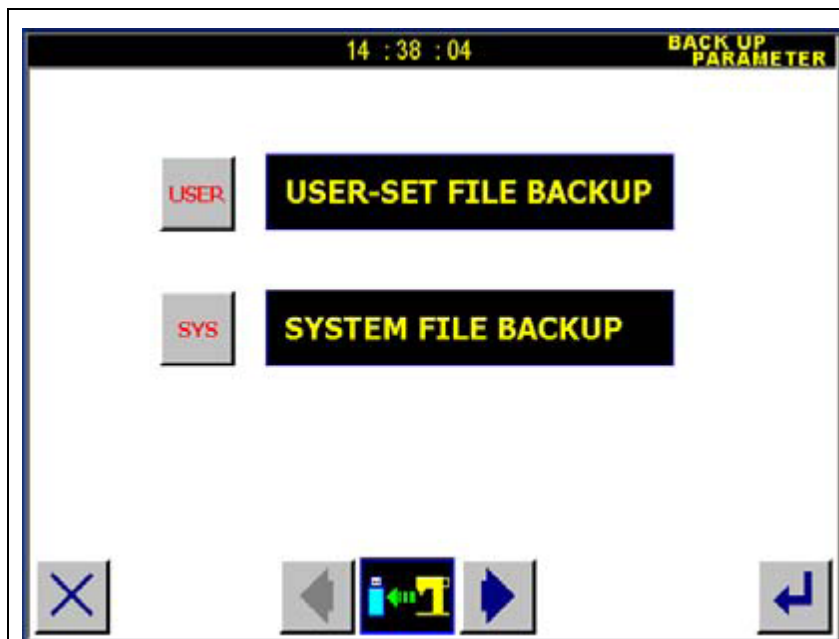 14 : 38 : 04
BACK UP
PARAMETER
USER
USER-SET FILE BACKUP
SYS
SYSTEM FILE BACKUP